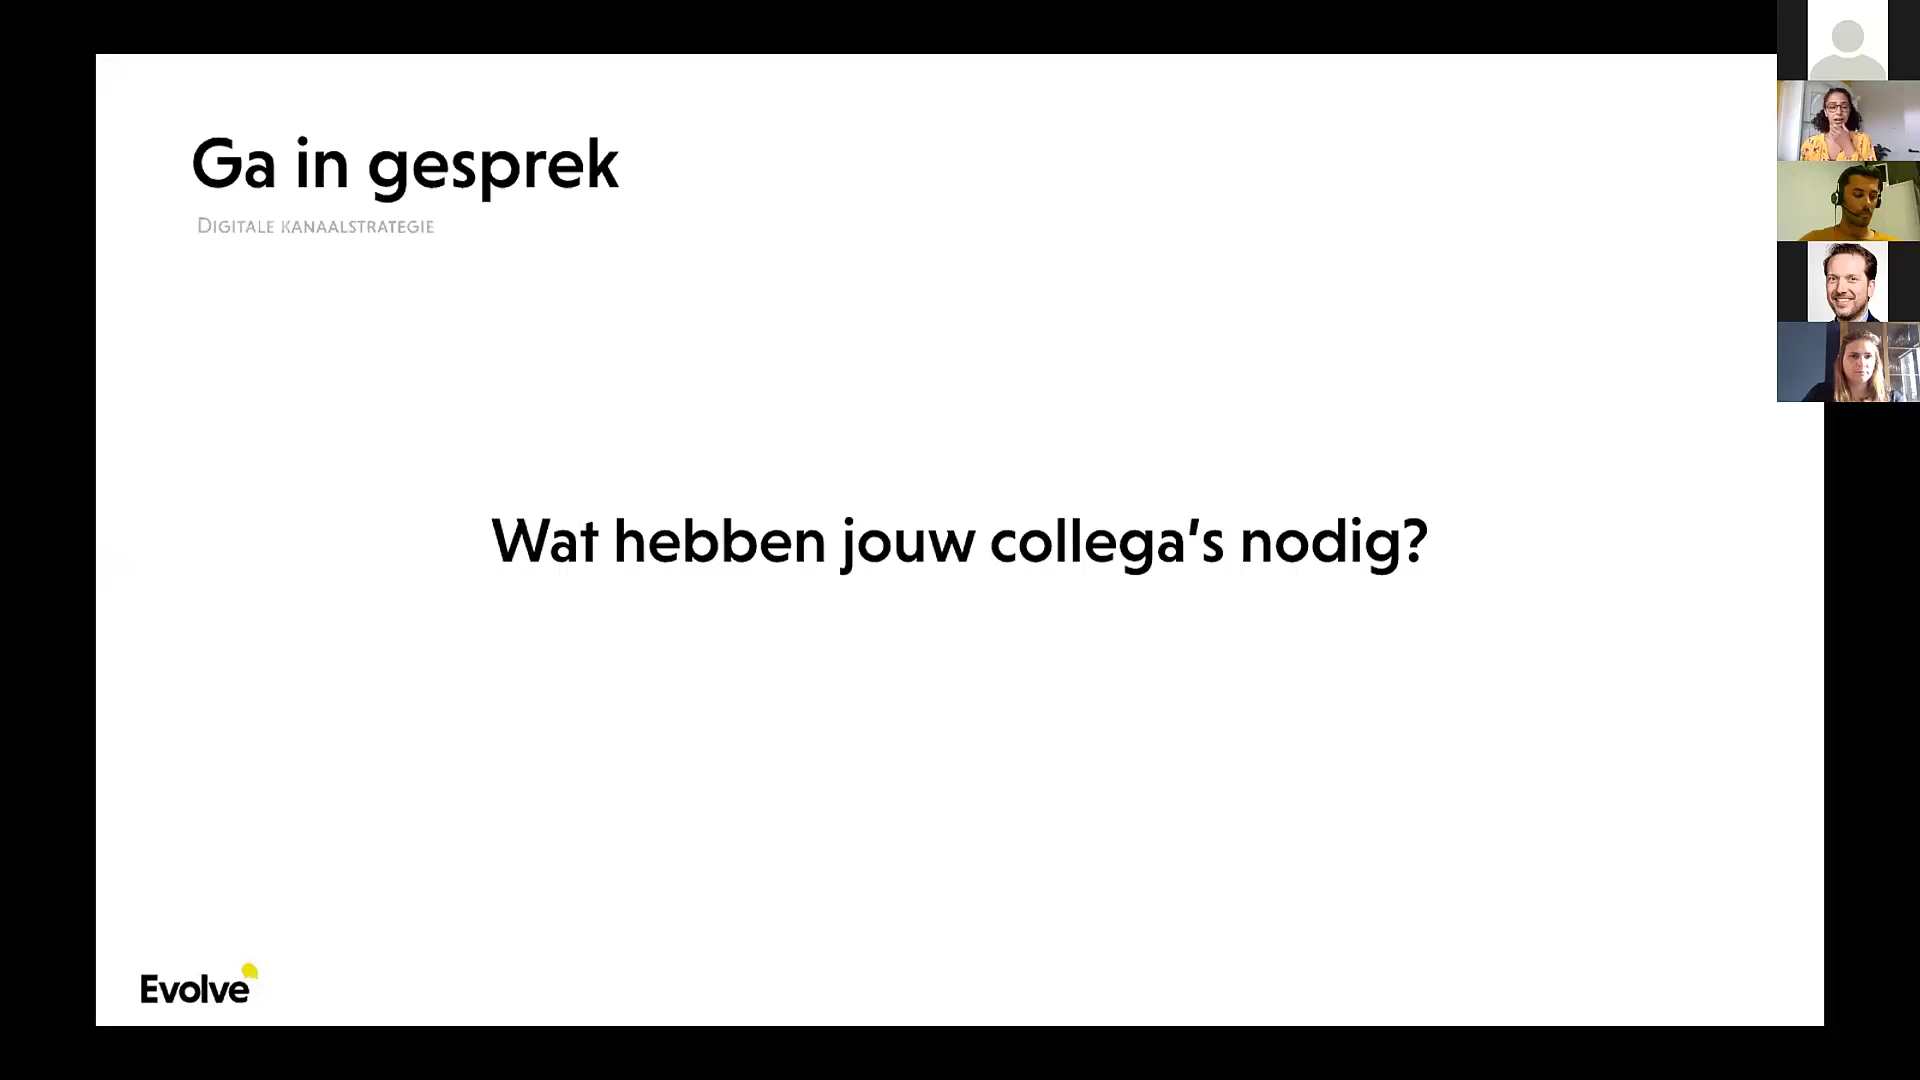 Ga in gesprek
Digitale kanaalstrategie
Wat hebben jouw collega's nodig?
Evolve